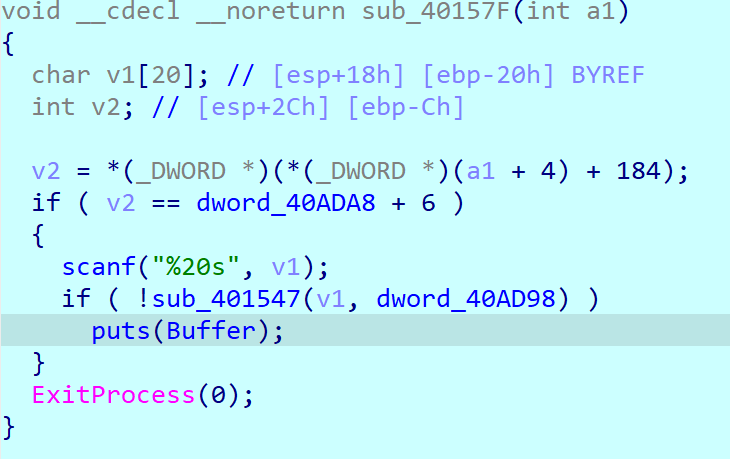 void __cdecl __noreturn sub_40157F(int a1)
{
  char v1[20]; // [esp+18h] [ebp-20h] BYREF
  int v2; // [esp+2Ch] [ebp-Ch]

  v2 = *(_DWORD *)(*(_DWORD *)(a1 + 4) + 184);
  if ( v2 == dword_40ADA8 + 6 )
  {
    scanf("%20s", v1);
    if ( !sub_401547(v1, dword_40AD98) )
      puts(Buffer);
  }
  ExitProcess(0);
}